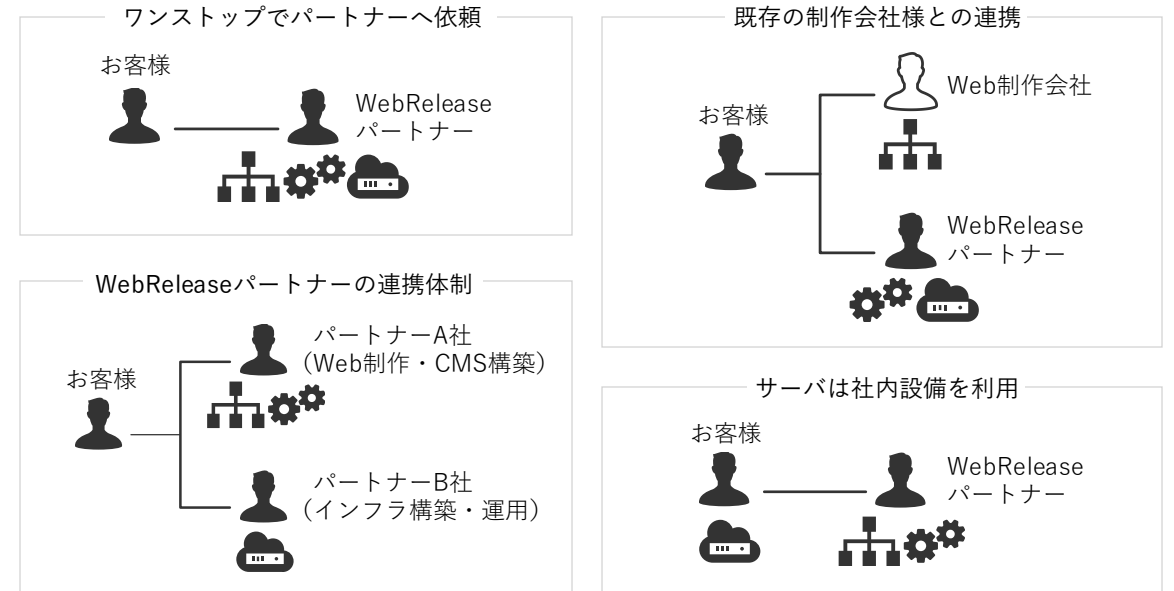 ワンストップでパートナーへ依頼
お客様
WebRelease
パートナー
WebReleaseパートナーの連携体制
お客様
パートナーA社
（Web制作・CMS構築）
パートナーB社
（インフラ構築・運用）
既存の制作会社様との連携
お客様
Web制作会社
WebRelease
パートナー
サーバは社内設備を利用
お客様
WebRelease
パートナー